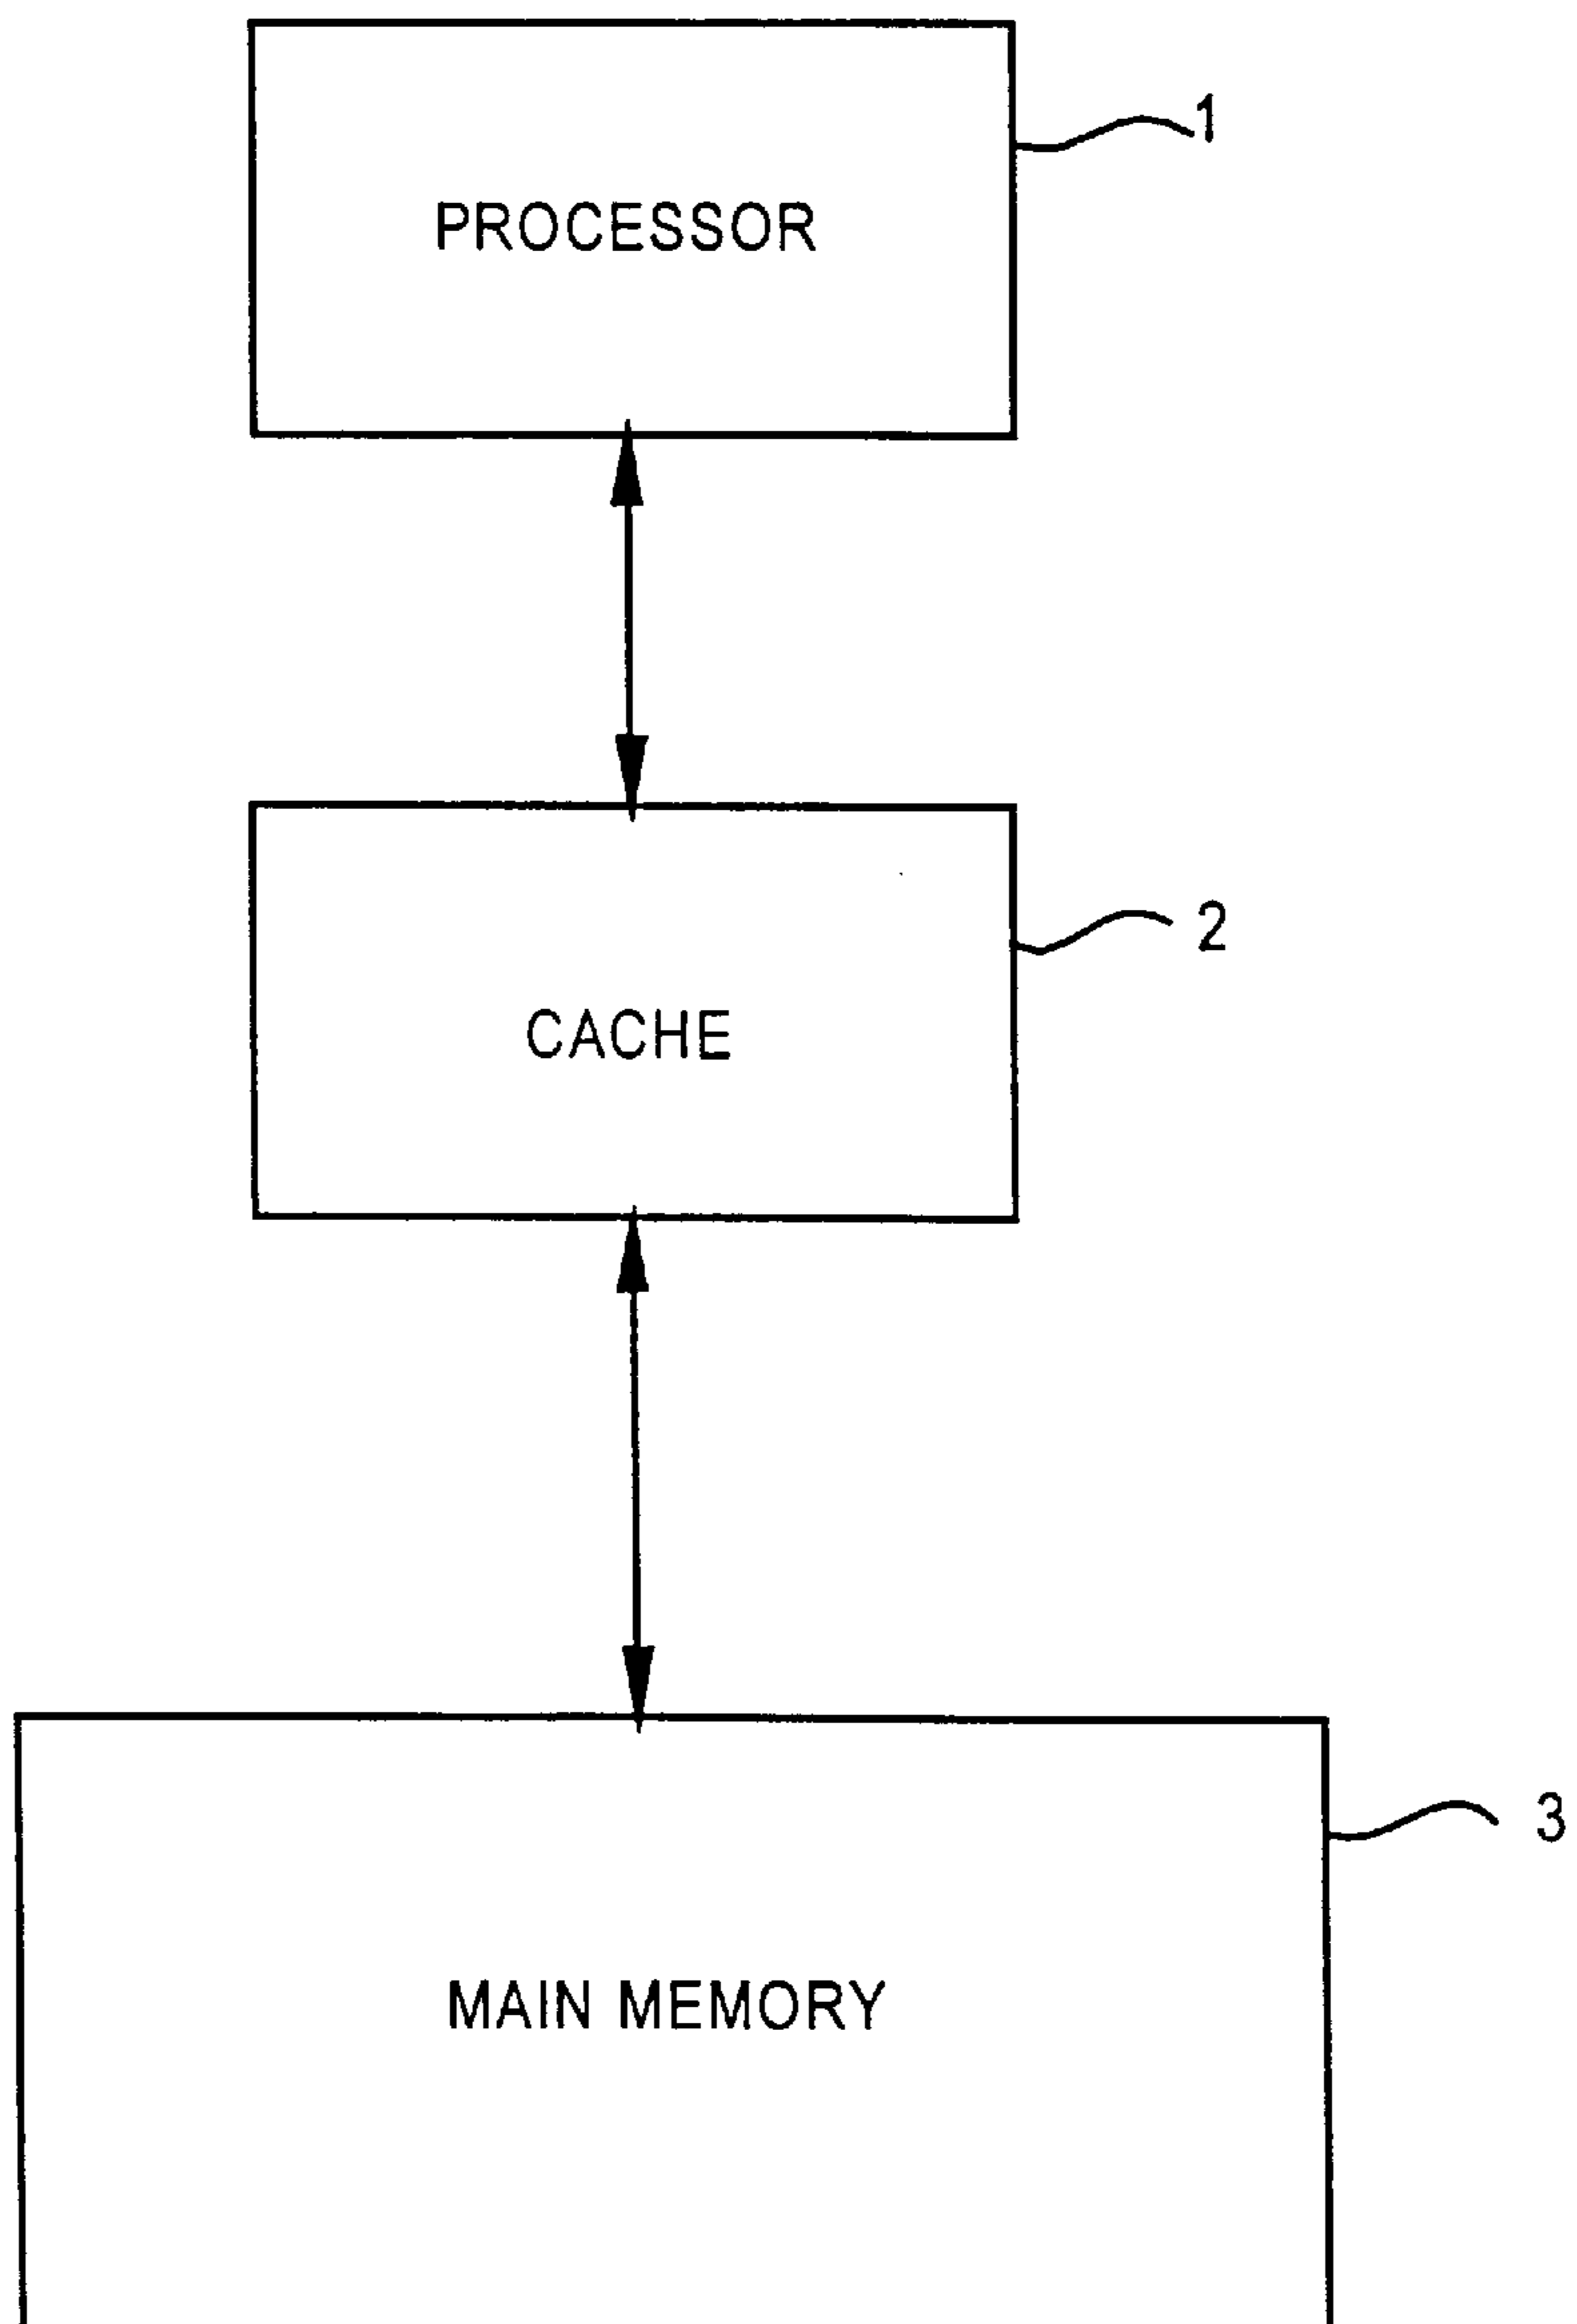 1
PROCESSOR
2
CACHE
3
MAIN MEMORY